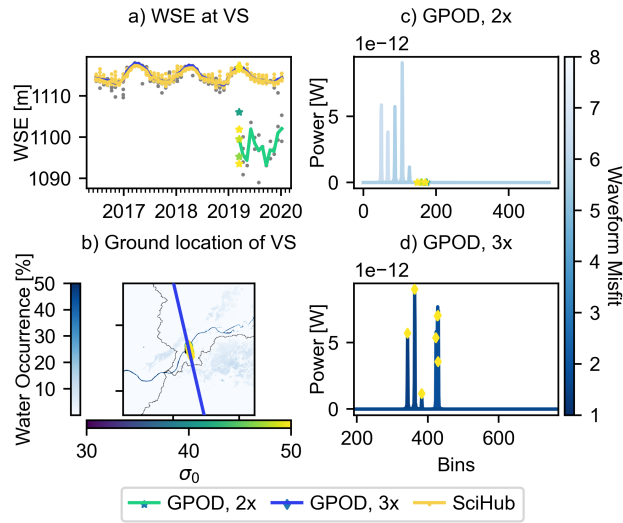 a) WSE at VS
WSE [m]
1110
1100
1090
2017 2018 2019 2020
c) GPOD, 2x
1e−12
Power [W]
5
0
0 200 400
8
7
6
5
4
3
2
1
Waveform Misfit
b) Ground location of VS
Water Occurrence [%]
50
40
30
20
10
30 40 50
σ0
d) GPOD, 3x
1e−12
Power [W]
5
0
200 400 600
Bins
GPOD, 2x GPOD, 3x SciHub